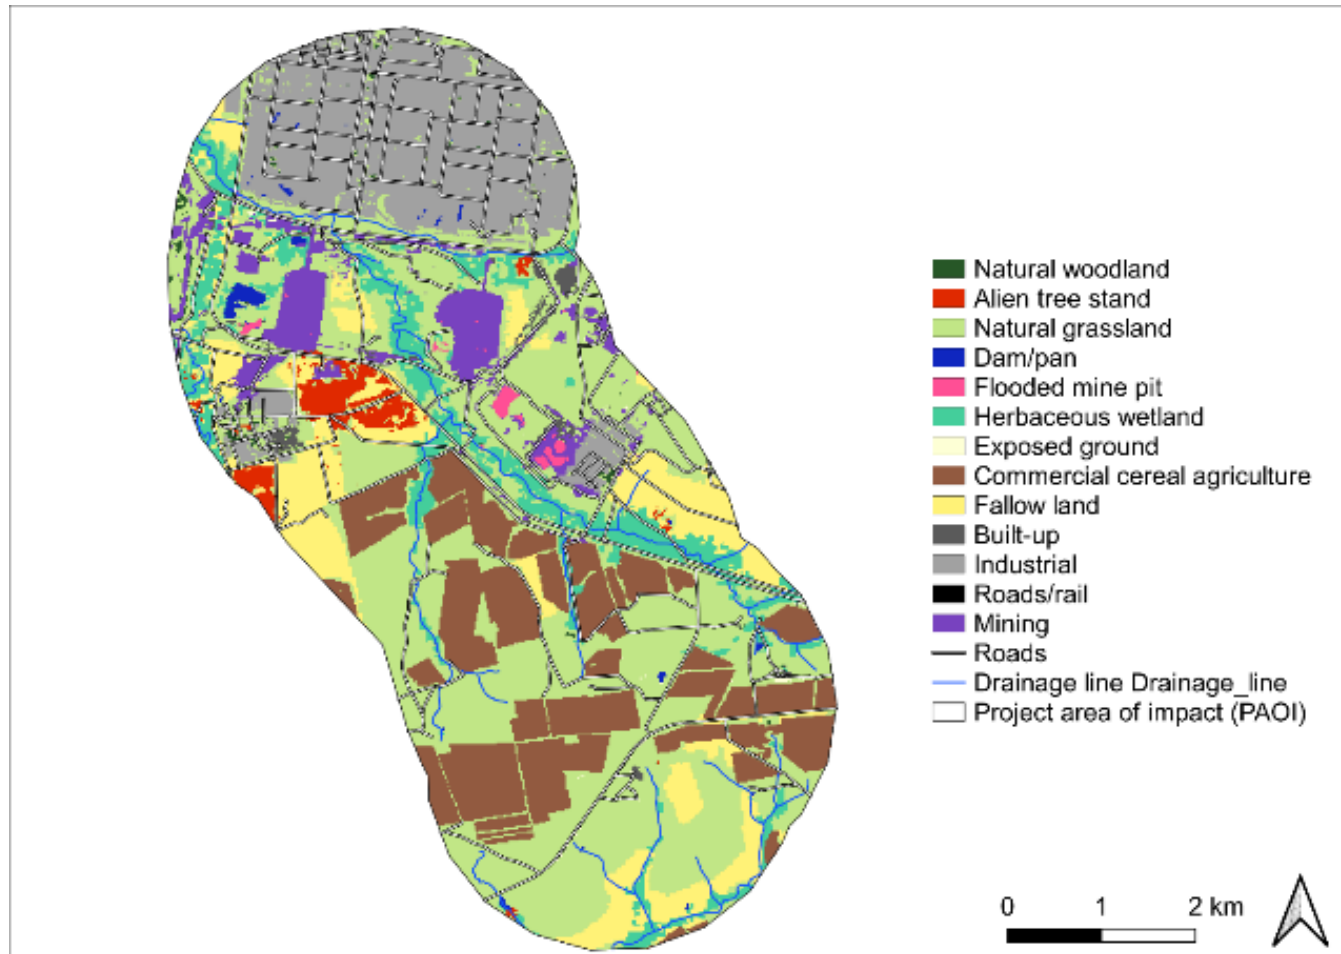 Natural woodland
Alien tree stand
Natural grassland
Dam/pan
Flooded mine pit
Herbaceous wetland
Exposed ground
Commercial cereal agriculture
Fallow land
Built-up
Industrial
Roads/rail
Mining
Roads
Drainage line Drainage_line
Project area of impact (PAOI)
0 1 2 km